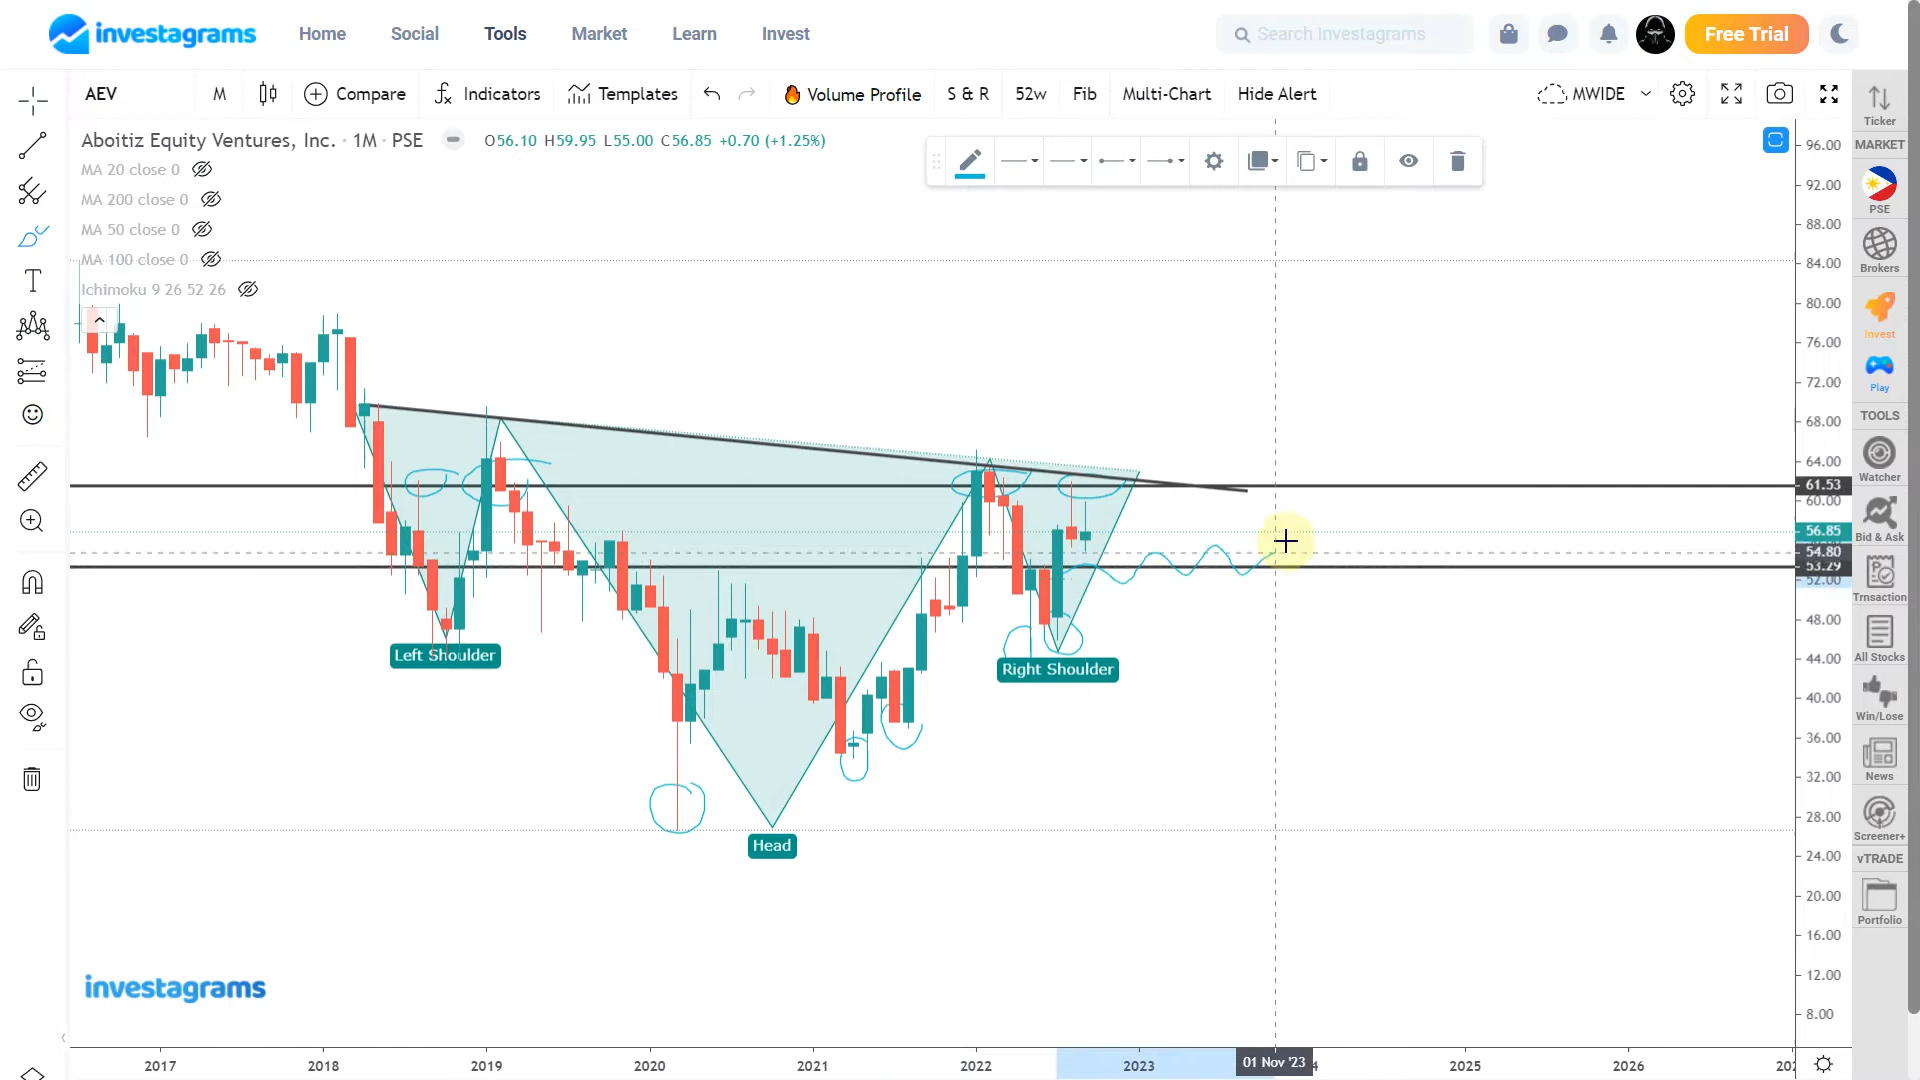 investagrams
Home Social Tools Market Learn Invest
Search Investagrams
Free Trial
AEV M Compare Indicators Templates Volume Profile S & R 52w Fib Multi-Chart Hide Alert MWIDE
Aboitiz Equity Ventures, Inc. · 1M · PSE O56.10 H59.95 L55.00 C56.85 +0.70 (+1.25%)
MA 20 close 0
MA 200 close 0
MA 50 close 0
MA 100 close 0
Ichimoku 9 26 52 26
Left Shoulder
Right Shoulder
Head
investagrams
96.00
92.00
88.00
84.00
80.00
76.00
72.00
68.00
64.00
61.53
60.00
56.85
54.80
53.29
52.00
48.00
44.00
40.00
36.00
32.00
28.00
24.00
20.00
16.00
12.00
8.00
2017 2018 2019 2020 2021 2022 2023 01 Nov '23 2025 2026
Ticker
MARKET
PSE
Brokers
Invest
Play
TOOLS
Watcher
Bid & Ask
Trnsaction
All Stocks
Win/Lose
News
Screener+
vTRADE
Portfolio